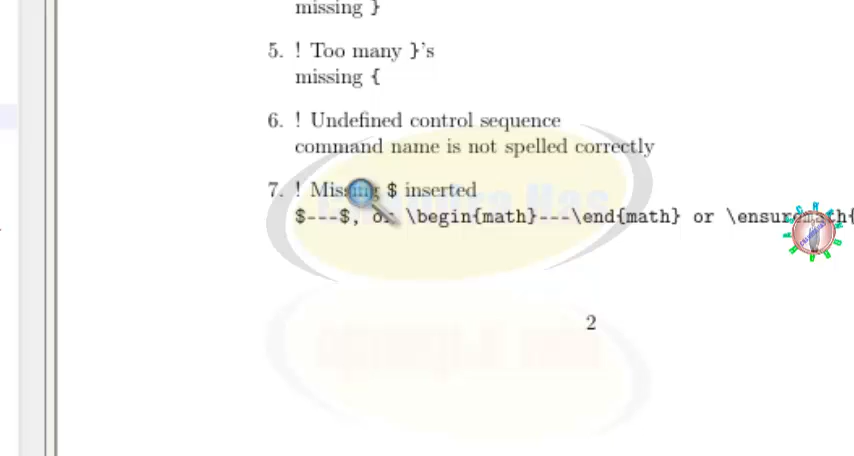 missing }
5. ! Too many }'s
missing {
6. ! Undefined control sequence
command name is not spelled correctly
7. ! Missing $ inserted
$---$, or \begin{math}---\end{math} or \ensuremath{
2